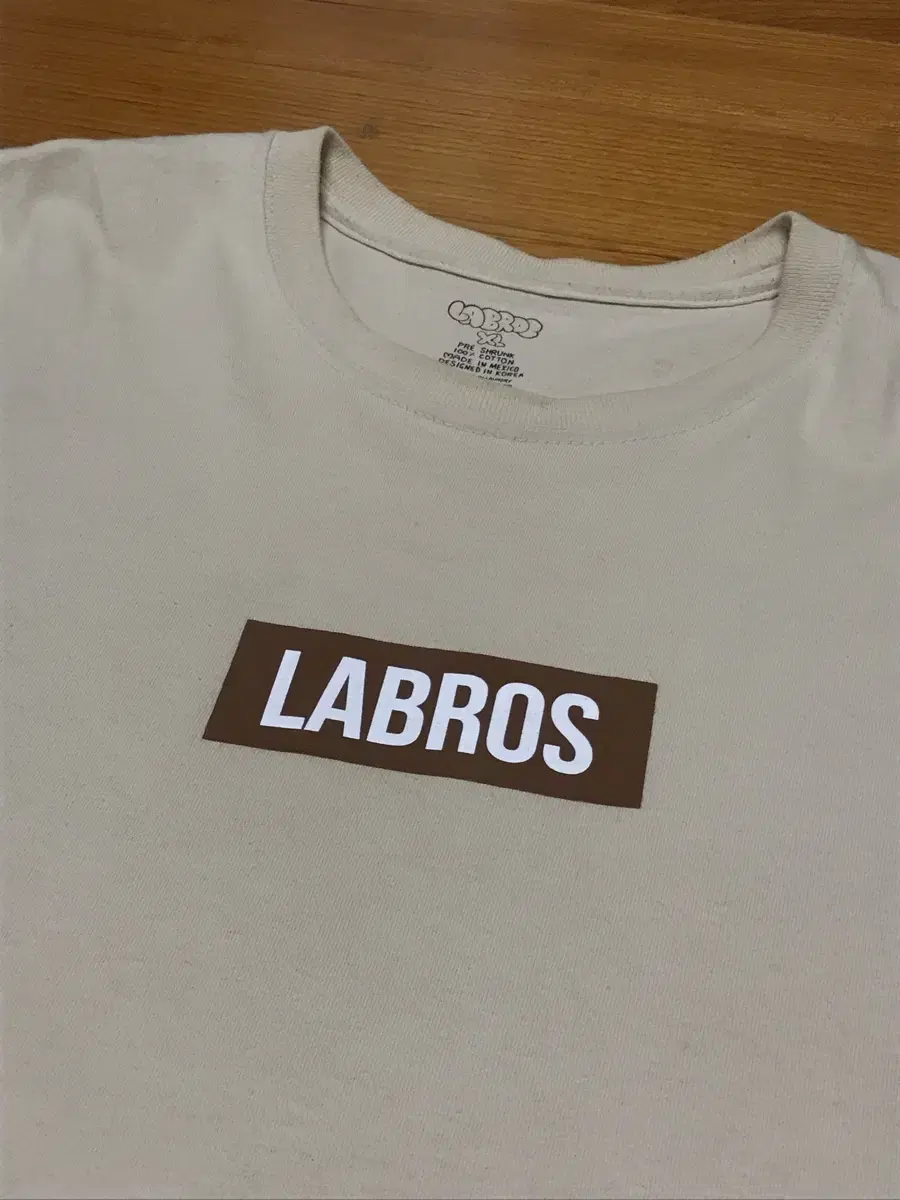 LABROS
XL
PRE SHRUNK
100% COTTON
MADE IN MEXICO
DESIGNED IN KOREA
LABROS